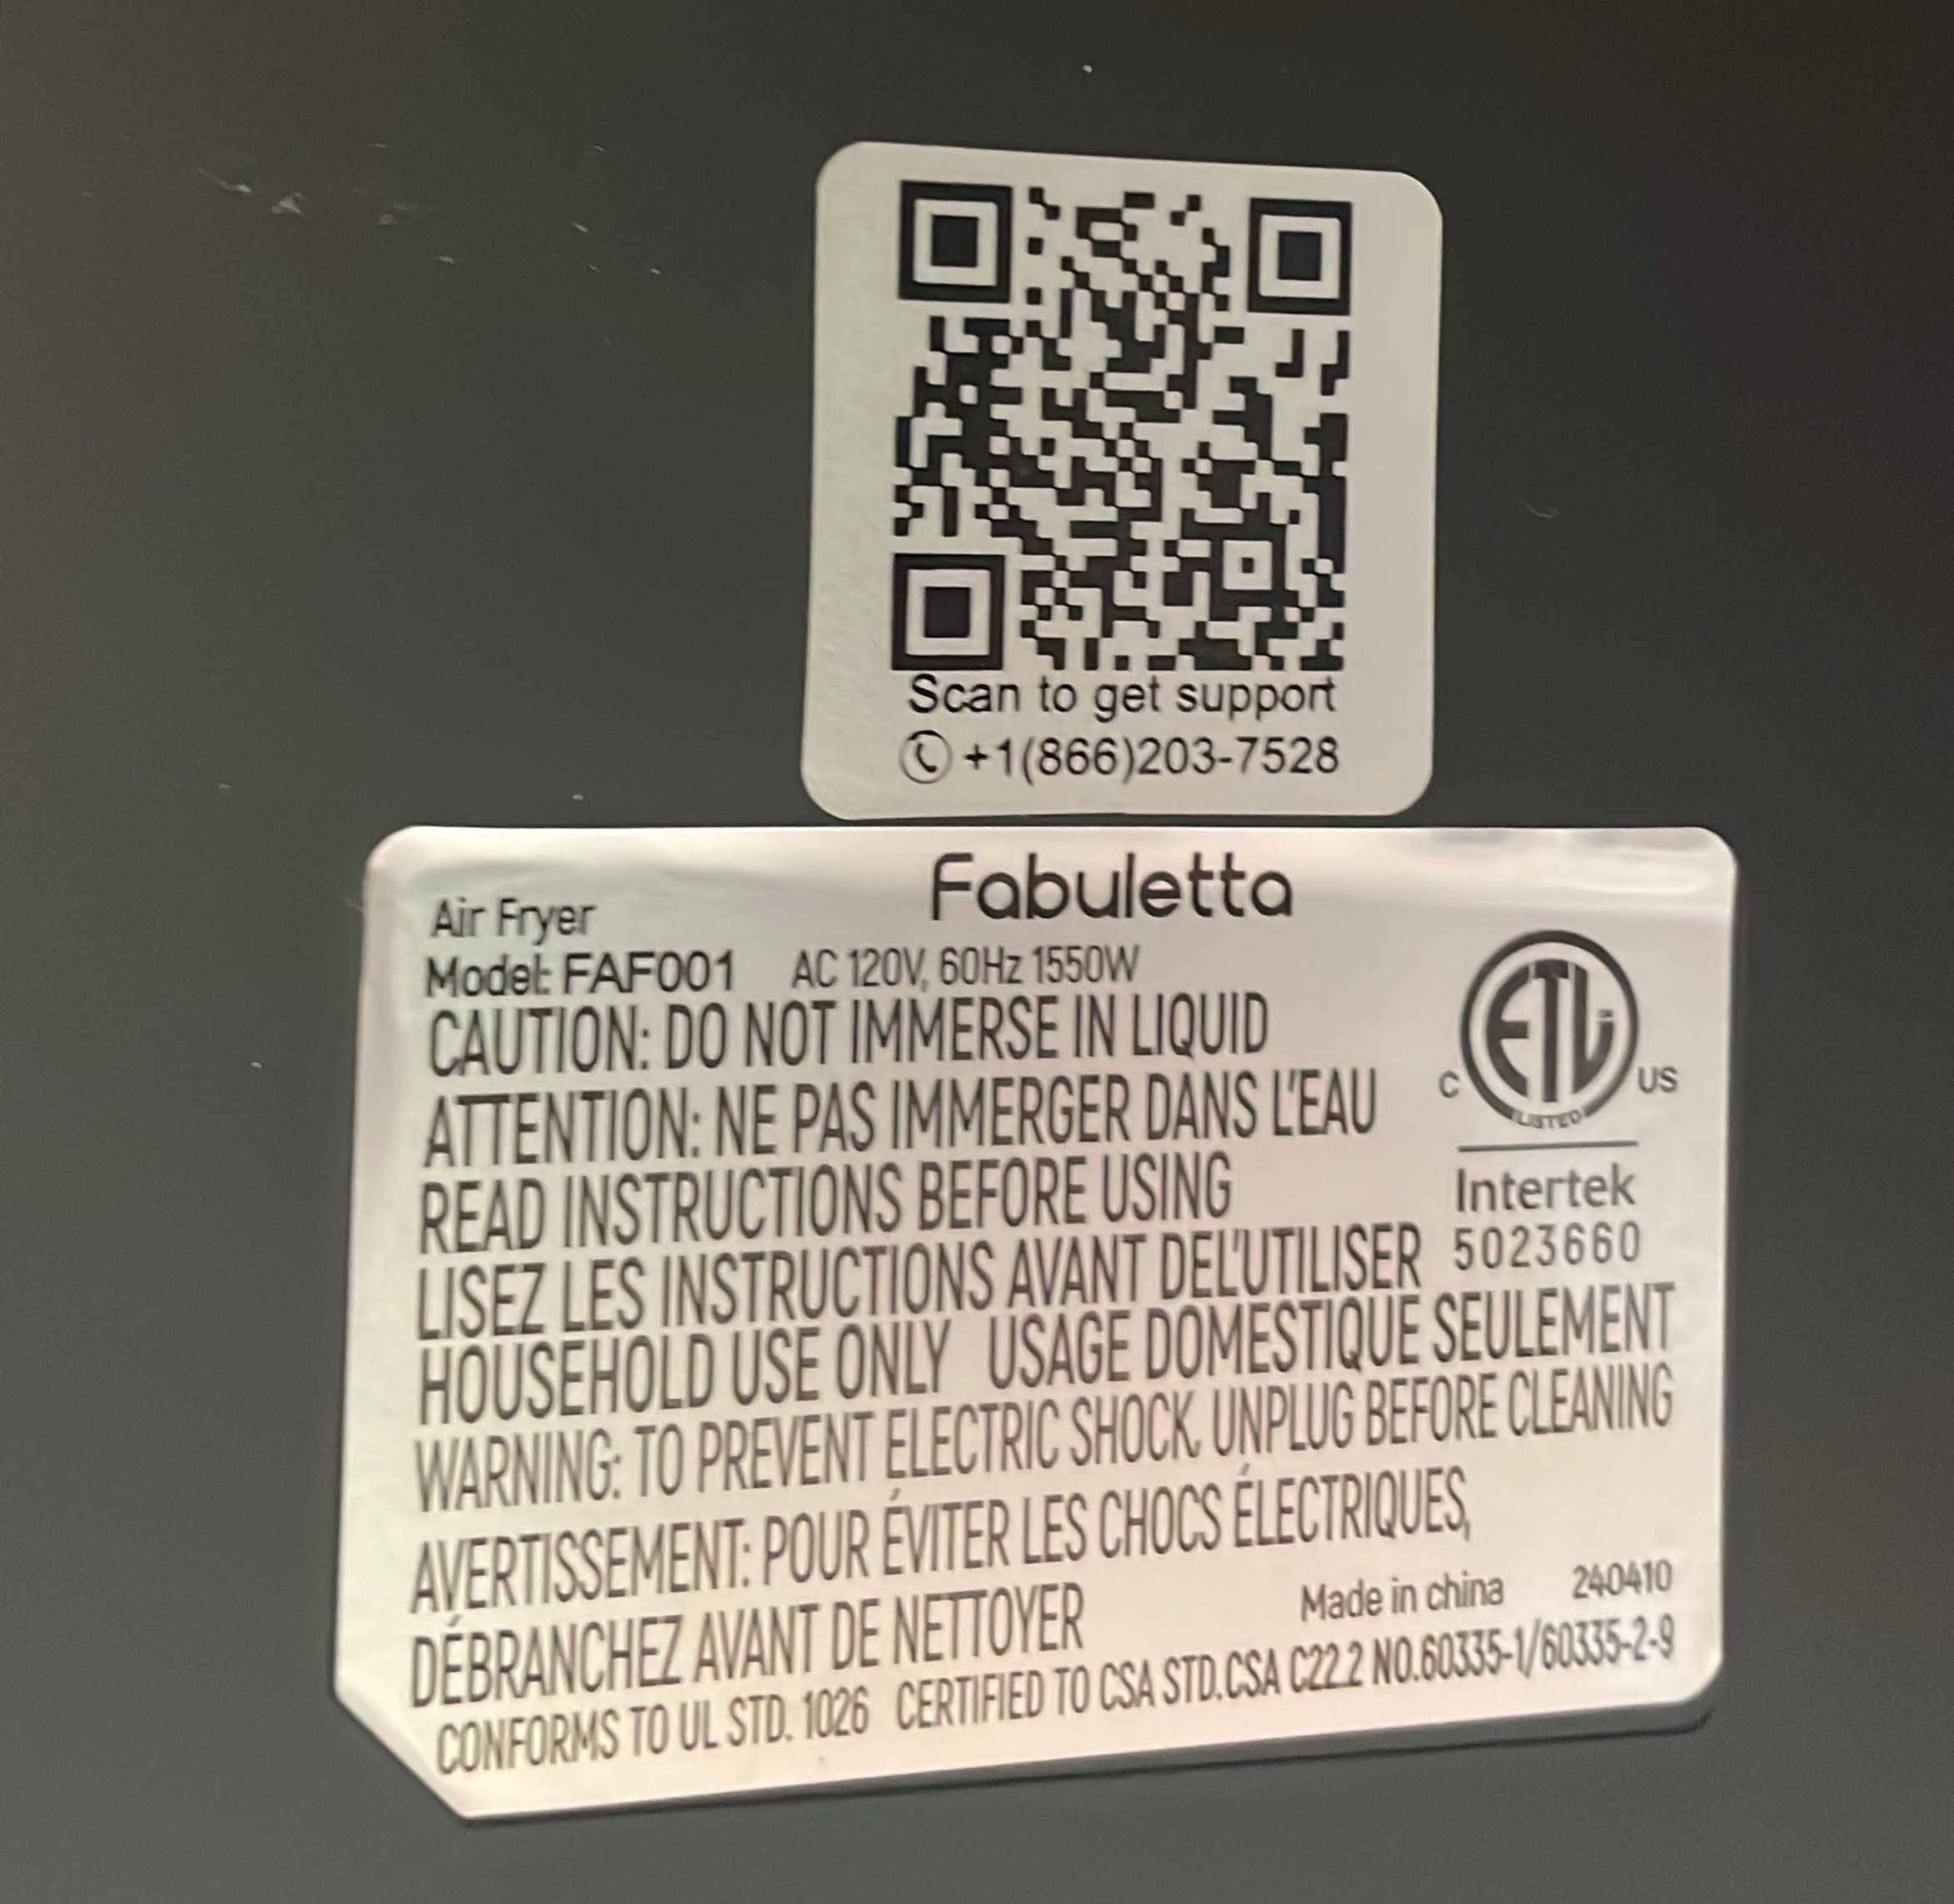 Scan to get support
+1(866)203-7528
Fabuletta
Air Fryer
Model: FAF001 AC 120V, 60Hz 1550W
CAUTION: DO NOT IMMERSE IN LIQUID
ATTENTION: NE PAS IMMERGER DANS L'EAU
READ INSTRUCTIONS BEFORE USING
LISEZ LES INSTRUCTIONS AVANT DEL'UTILISER
HOUSEHOLD USE ONLY USAGE DOMESTIQUE SEULEMENT
WARNING: TO PREVENT ELECTRIC SHOCK, UNPLUG BEFORE CLEANING
AVERTISSEMENT: POUR ÉVITER LES CHOCS ÉLECTRIQUES,
DÉBRANCHEZ AVANT DE NETTOYER
Made in china 240410
CONFORMS TO UL STD. 1026 CERTIFIED TO CSA STD.CSA C22.2 NO.60335-1/60335-2-9
ETL
C US
LISTED
Intertek
5023660